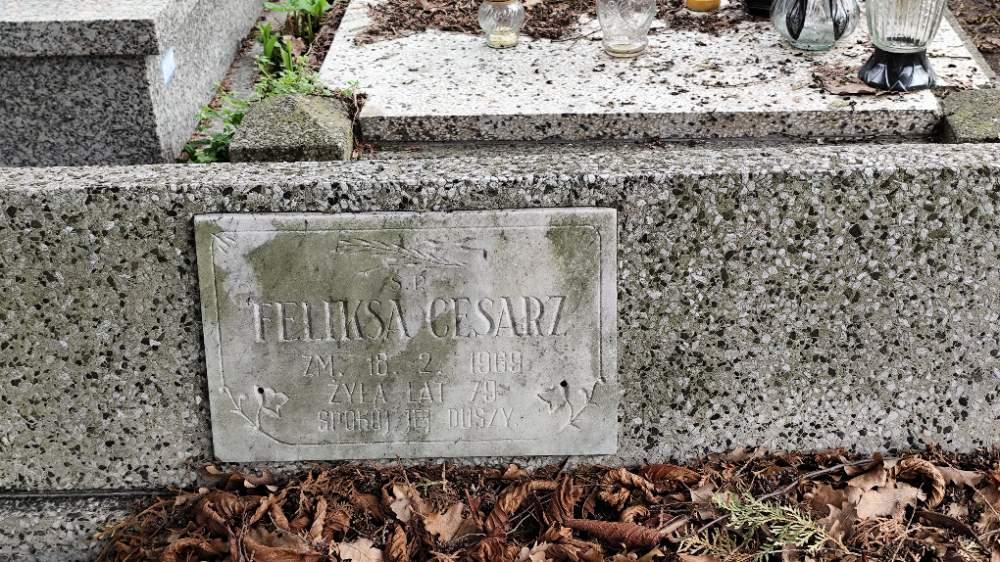 Ś.P.
FELIKSA CESARZ
ZM. 18. 2. 1969
ŻYŁA LAT 79
SPOKÓJ JEJ DUSZY.